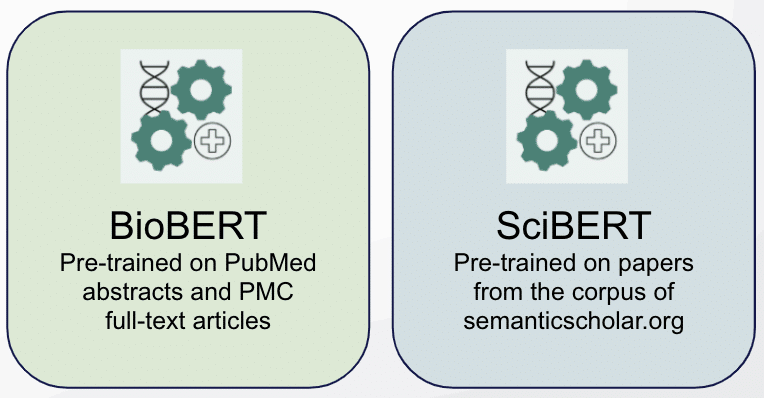 BioBERT
Pre-trained on PubMed
abstracts and PMC
full-text articles
SciBERT
Pre-trained on papers
from the corpus of
semanticscholar.org